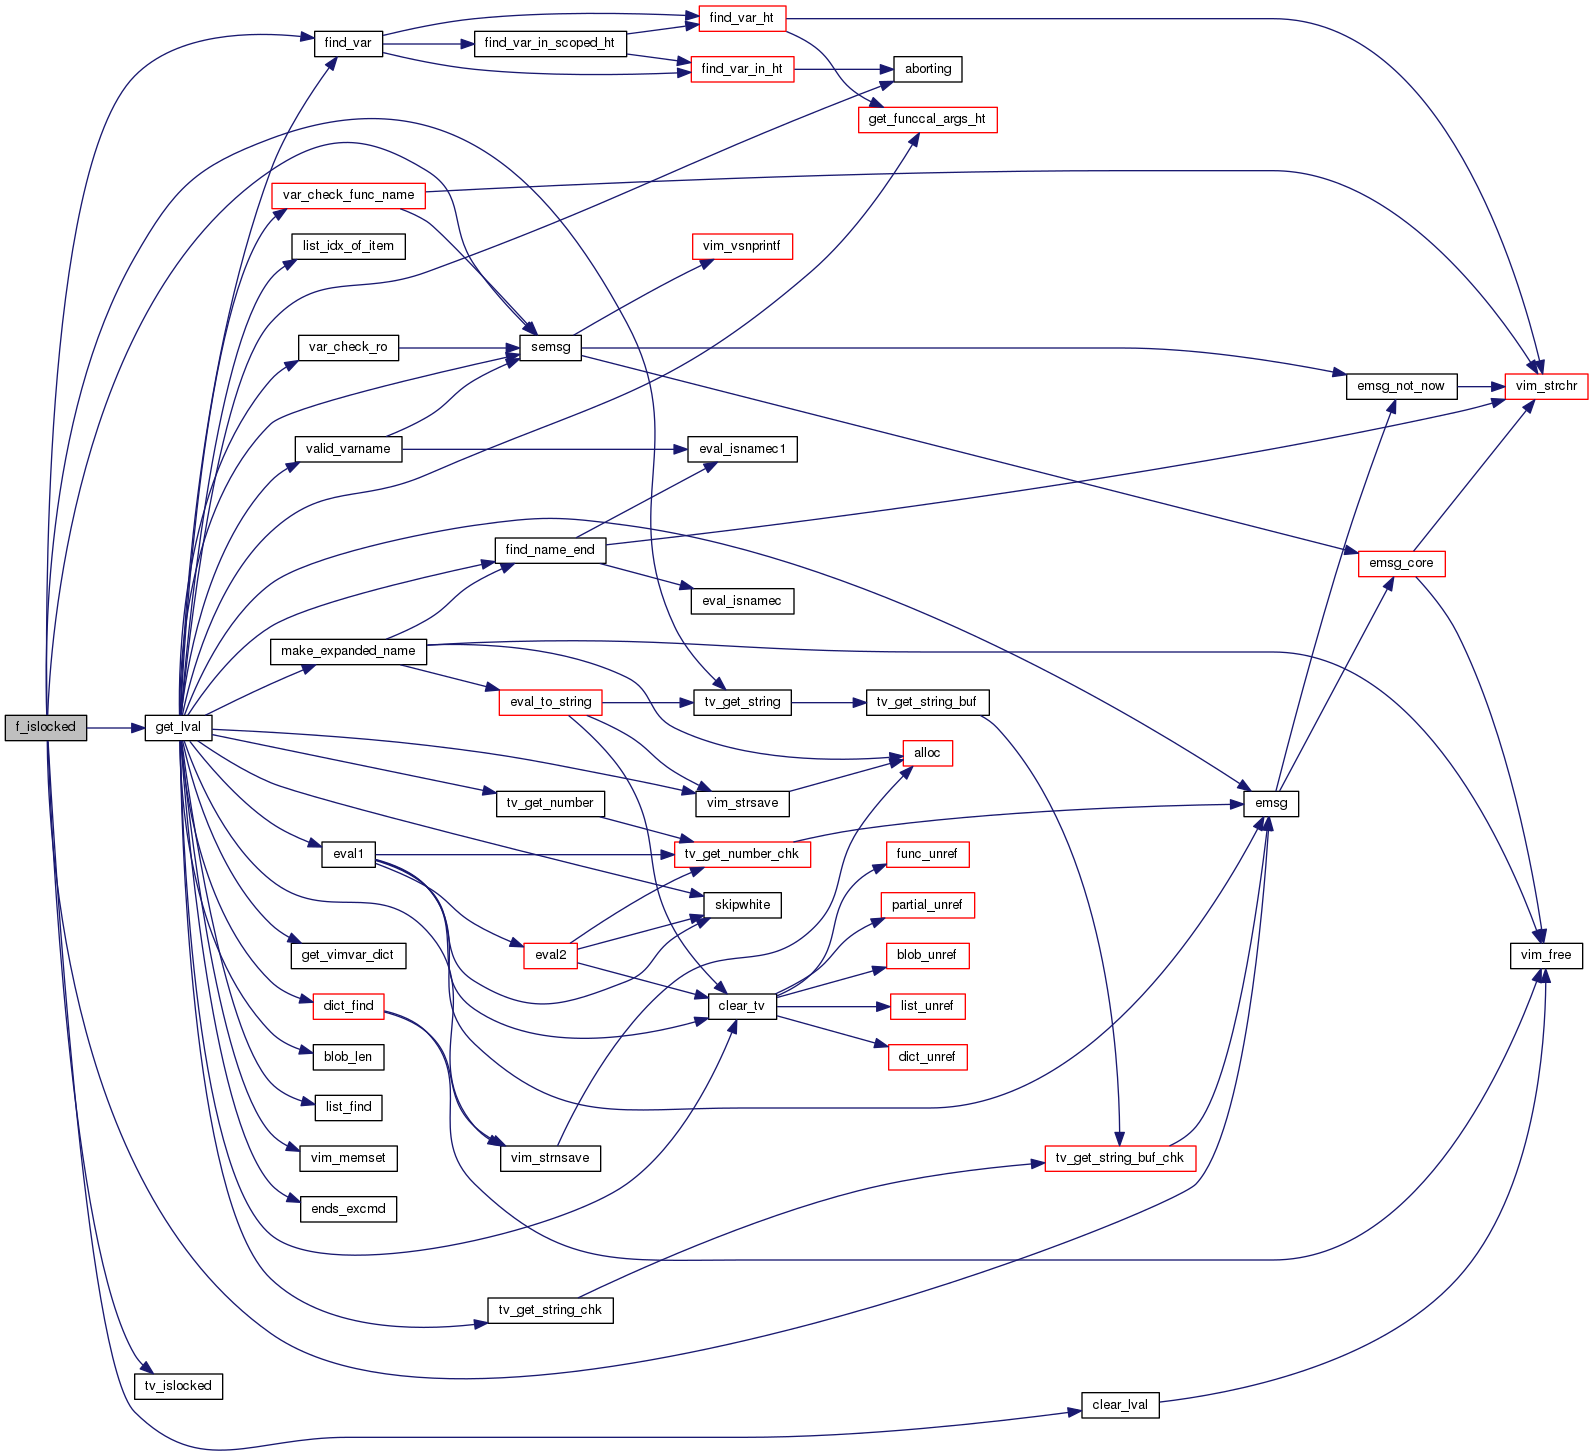 find_var_ht
find_var
find_var_in_scoped_ht
find_var_in_ht
aborting
get_funccal_args_ht
var_check_func_name
list_idx_of_item
vim_vsnprintf
var_check_ro
semsg
emsg_not_now
vim_strchr
valid_varname
eval_isnamec1
find_name_end
emsg_core
eval_isnamec
make_expanded_name
eval_to_string
tv_get_string
tv_get_string_buf
f_islocked
get_lval
alloc
tv_get_number
vim_strsave
emsg
eval1
tv_get_number_chk
func_unref
skipwhite
partial_unref
get_vimvar_dict
eval2
blob_unref
vim_free
dict_find
clear_tv
list_unref
blob_len
dict_unref
list_find
vim_memset
vim_strnsave
tv_get_string_buf_chk
ends_excmd
tv_get_string_chk
tv_islocked
clear_lval